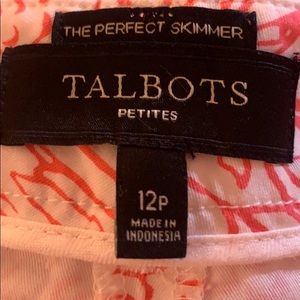 THE PERFECT SKIMMER
TALBOTS
PETITES
12P
MADE IN
INDONESIA